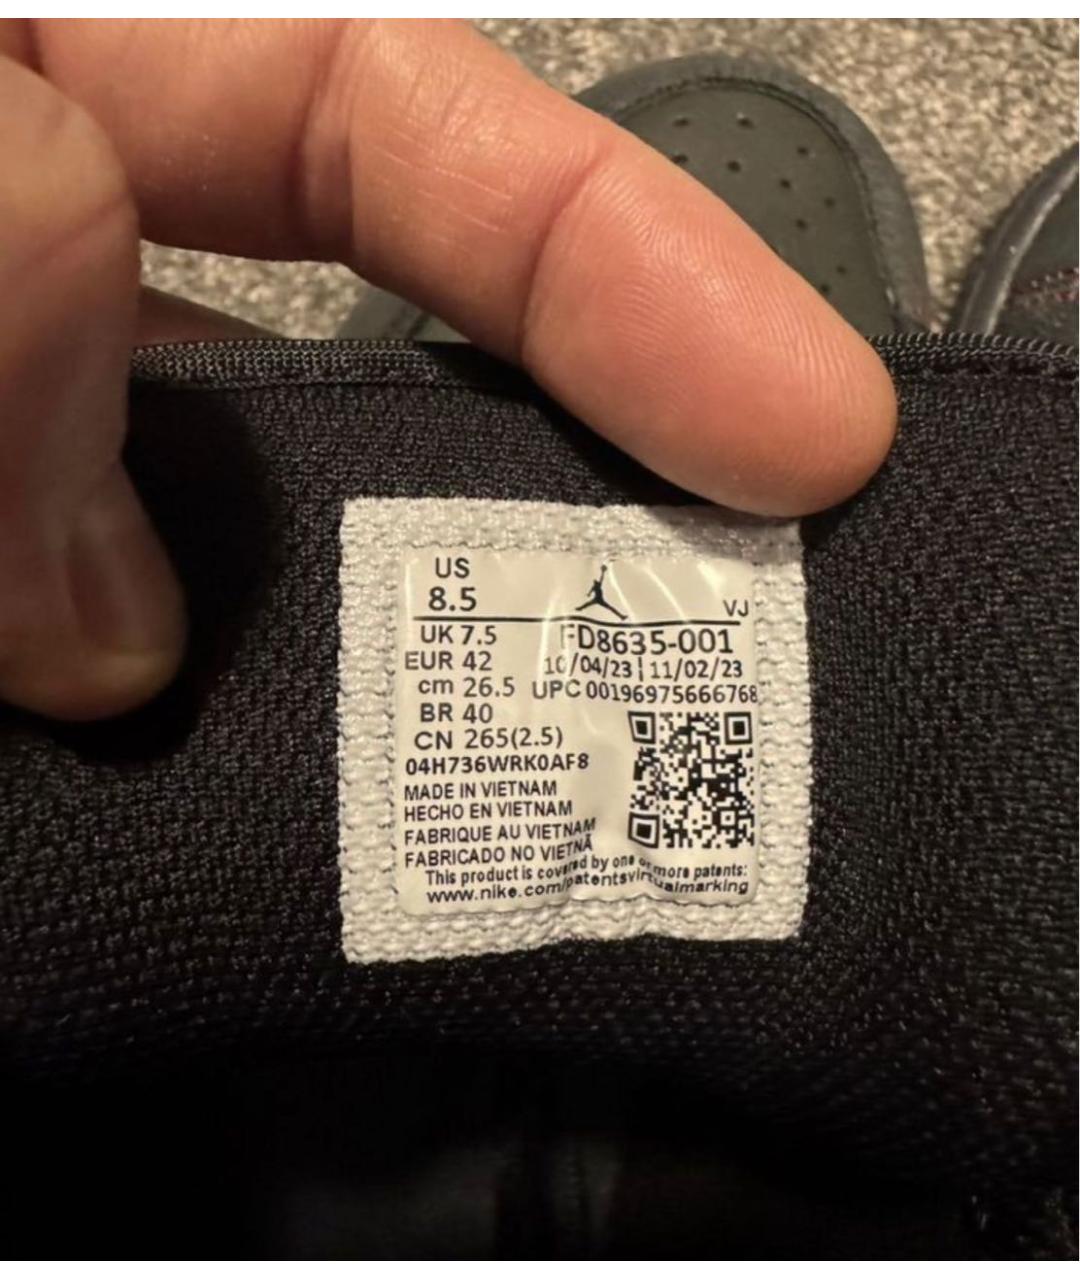 US
8.5
VJ
UK 7.5
FD8635-001
EUR 42
10/04/23 | 11/02/23
cm 26.5
UPC 00196975666768
BR 40
CN 265(2.5)
04H736WRK0AF8
MADE IN VIETNAM
HECHO EN VIETNAM
FABRIQUE AU VIETNAM
FABRICADO NO VIETNÃ
This product is covered by one or more patents:
www.nike.com/patentsvirtualmarking